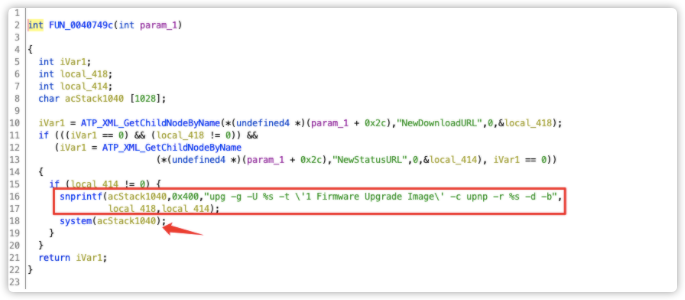 1
2 int FUN_0040749c(int param_1)
3
4 {
5 int iVar1;
6 int local_418;
7 int local_414;
8 char acStack1040 [1028];
9
10 iVar1 = ATP_XML_GetChildNodeByName(*(undefined4 *)(param_1 + 0x2c),"NewDownloadURL",0,&local_418);
11 if (((iVar1 == 0) && (local_418 != 0)) &&
12 (iVar1 = ATP_XML_GetChildNodeByName
13 (*(undefined4 *)(param_1 + 0x2c),"NewStatusURL",0,&local_414), iVar1 == 0))
14 {
15 if (local_414 != 0) {
16 snprintf(acStack1040,0x400,"upg -g -U %s -t \'1 Firmware Upgrade Image\' -c upnp -r %s -d -b",
17 local_418,local_414);
18 system(acStack1040);
19 }
20 }
21 return iVar1;
22 }
23